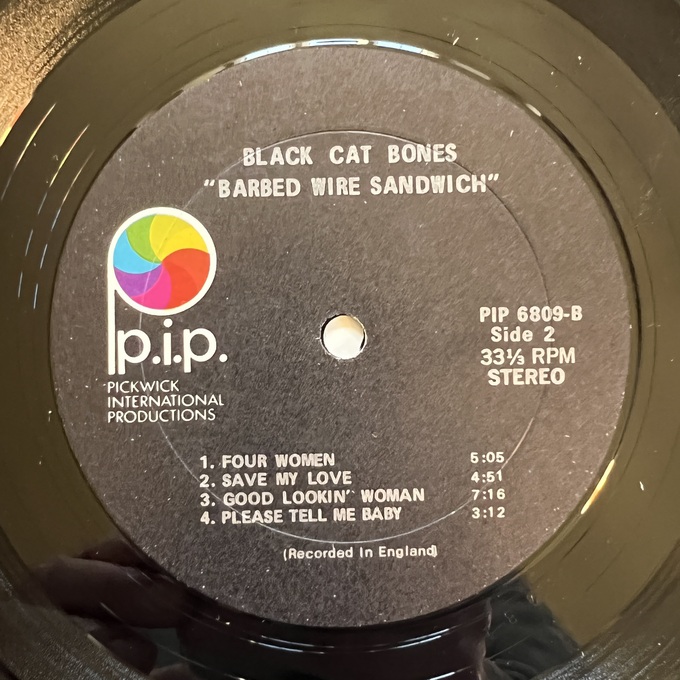 BLACK CAT BONES
"BARBED WIRE SANDWICH"
p.i.p.
PICKWICK
INTERNATIONAL
PRODUCTIONS
PIP 6809-B
Side 2
33⅓ RPM
STEREO
1. FOUR WOMEN 5:05
2. SAVE MY LOVE 4:51
3. GOOD LOOKIN' WOMAN 7:16
4. PLEASE TELL ME BABY 3:12
(Recorded In England)